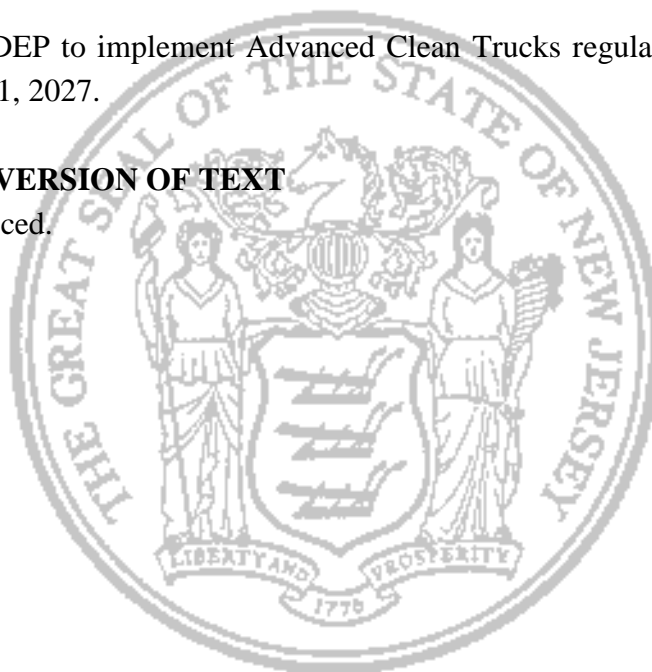 DEP to implement Advanced Clean Trucks regula
1, 2027.
VERSION OF TEXT
ced.
THE GREAT SEAL OF THE STATE OF NEW JERSEY
LIBERTY AND PROSPERITY
1776